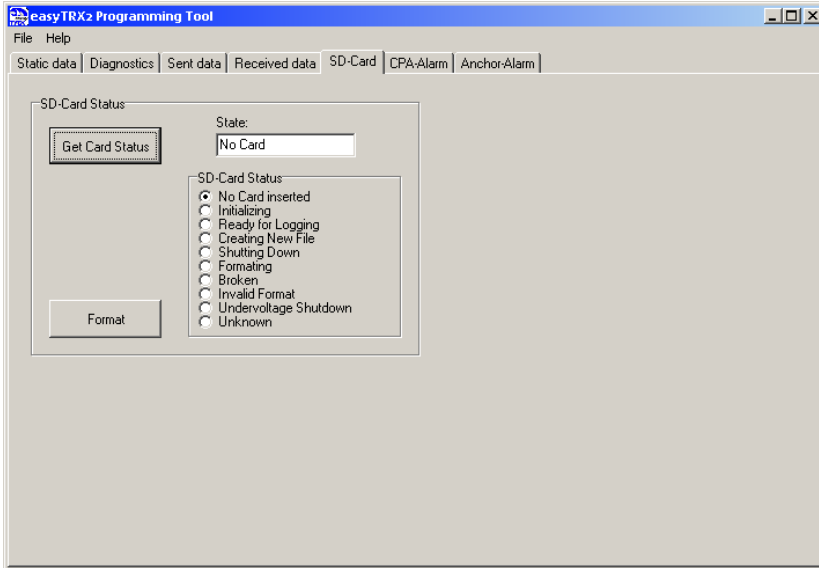 easyTRX2 Programming Tool
File Help
Static data Diagnostics Sent data Received data SD-Card CPA-Alarm Anchor-Alarm
SD-Card Status
State:
Get Card Status No Card
SD-Card Status
No Card inserted
Initializing
Ready for Logging
Creating New File
Shutting Down
Formating
Broken
Invalid Format
Undervoltage Shutdown
Unknown
Format